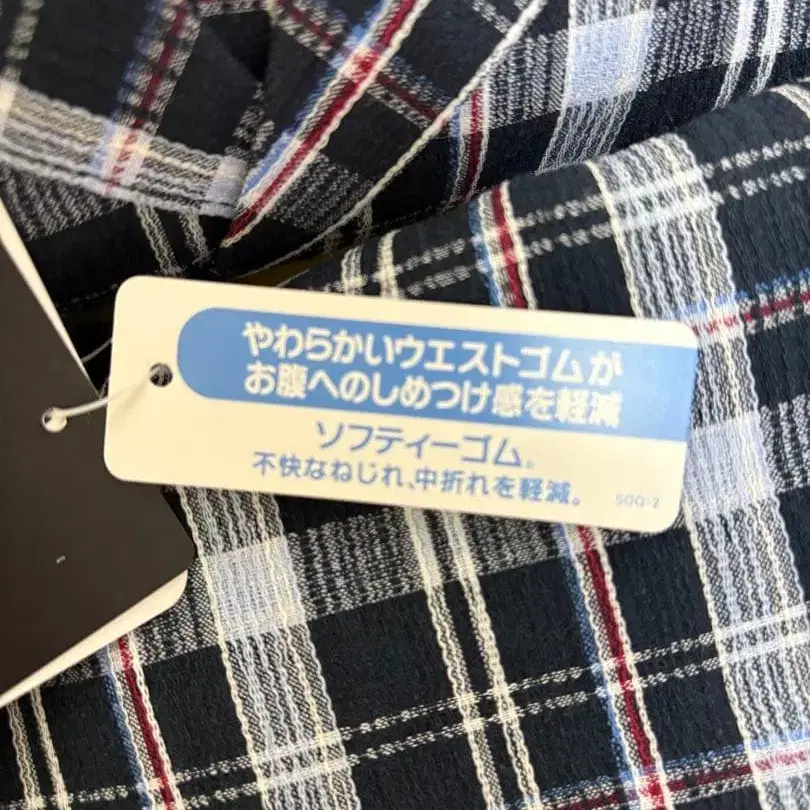 やわらかいウエストゴムが
お腹へのしめつけ感を軽減
ソフティーゴム。
不快なねじれ、中折れを軽減。
500-2